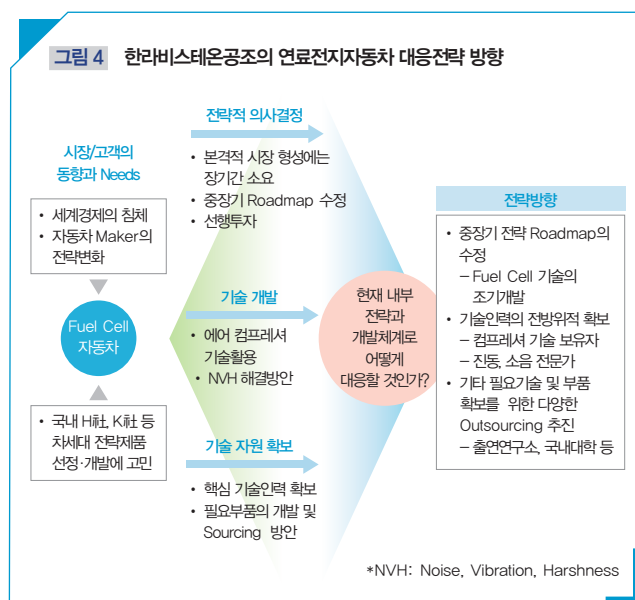 그림 4 한라비스테온공조의 연료전지자동차 대응전략 방향
시장/고객의
동향과 Needs
• 세계경제의 침체
• 자동차 Maker의
전략변화
Fuel Cell
자동차
• 국내 H社, K社 등
차세대 전략제품
선정·개발에 고민
전략적 의사결정
• 본격적 시장 형성에는
장기간 소요
• 중장기 Roadmap 수정
• 선행투자
기술 개발
• 에어 컴프레셔
기술활용
• NVH 해결방안
기술 자원 확보
• 핵심 기술인력 확보
• 필요부품의 개발 및
Sourcing 방안
현재 내부
전략과
개발체계로
어떻게
대응할 것인가?
전략방향
• 중장기 전략 Roadmap의
수정
– Fuel Cell 기술의
조기개발
• 기술인력의 전방위적 확보
– 컴프레셔 기술 보유자
– 진동, 소음 전문가
• 기타 필요기술 및 부품
확보를 위한 다양한
Outsourcing 추진
– 출연연구소, 국내대학 등
*NVH: Noise, Vibration, Harshness